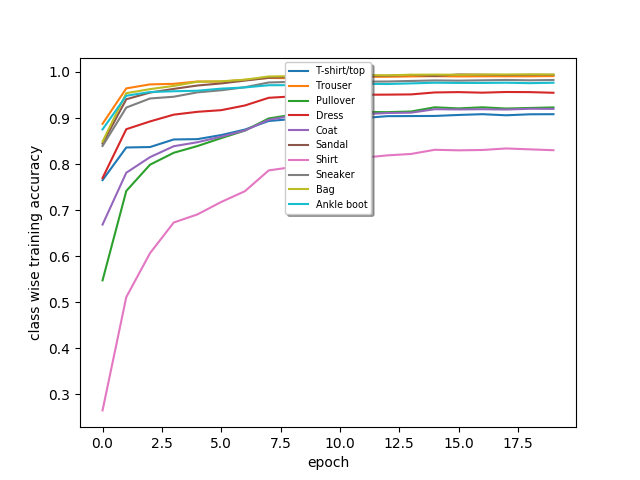 1.0
0.9
0.8
0.7
0.6
0.5
0.4
0.3
class wise training accuracy
T-shirt/top
Trouser
Pullover
Dress
Coat
Sandal
Shirt
Sneaker
Bag
Ankle boot
0.0 2.5 5.0 7.5 10.0 12.5 15.0 17.5
epoch